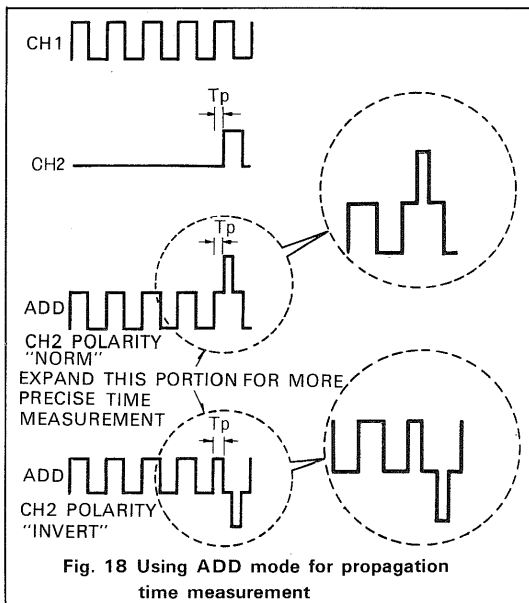 CH1
Tp
CH2
Tp
ADD
CH2 POLARITY
"NORM"
EXPAND THIS PORTION FOR MORE
PRECISE TIME
MEASUREMENT
Tp
ADD
CH2 POLARITY
"INVERT"
Fig. 18 Using ADD mode for propagation
time measurement